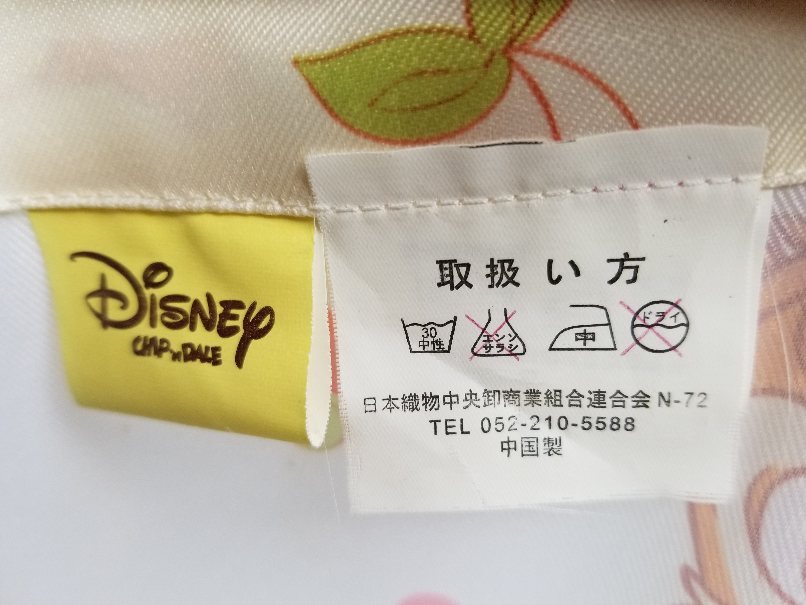 DISNEY
CHIP 'n DALE
取扱い方
30
中性
エンソ
サラシ
中
ドライ
日本織物中央卸商業組合連合会 N-72
TEL 052-210-5588
中国製